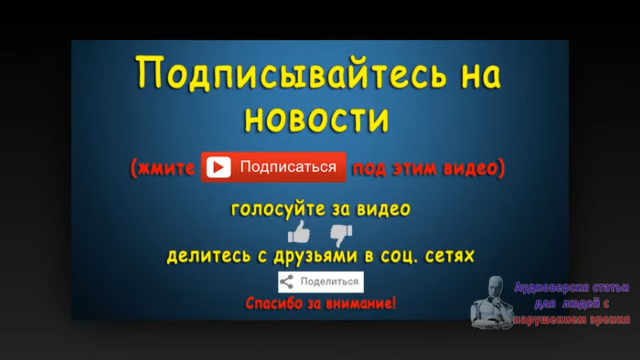 Подписывайтесь на
новости
(жмите Подписаться под этим видео)
голосуйте за видео
делитесь с друзьями в соц. сетях
Поделиться
Спасибо за внимание!
Аудиоверсия статьи
для людей с
нарушением зрения